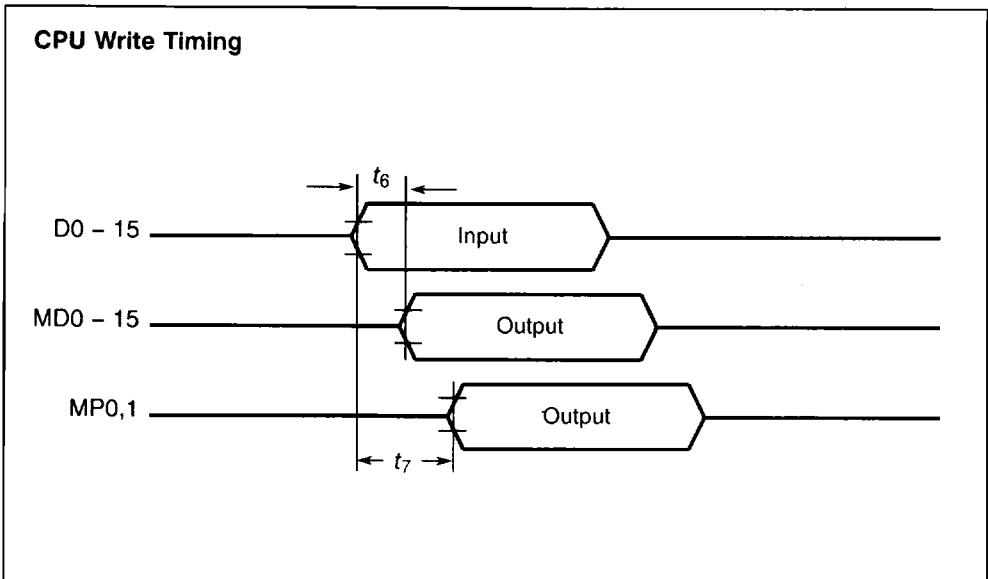 CPU Write Timing
t6
D0 – 15
Input
MD0 – 15
Output
MP0,1
Output
t7